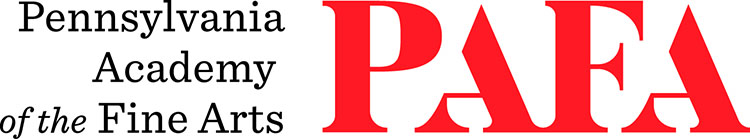 Pennsylvania
Academy
of the Fine Arts
PAFA